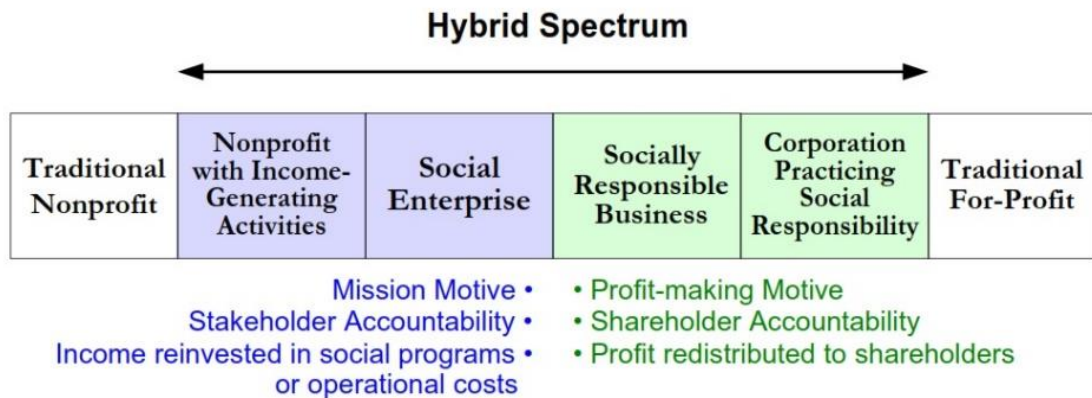 Hybrid Spectrum
Traditional
Nonprofit
Nonprofit
with Income-
Generating
Activities
Social
Enterprise
Socially
Responsible
Business
Corporation
Practicing
Social
Responsibility
Traditional
For-Profit
Mission Motive •
Stakeholder Accountability •
Income reinvested in social programs •
or operational costs
• Profit-making Motive
• Shareholder Accountability
• Profit redistributed to shareholders